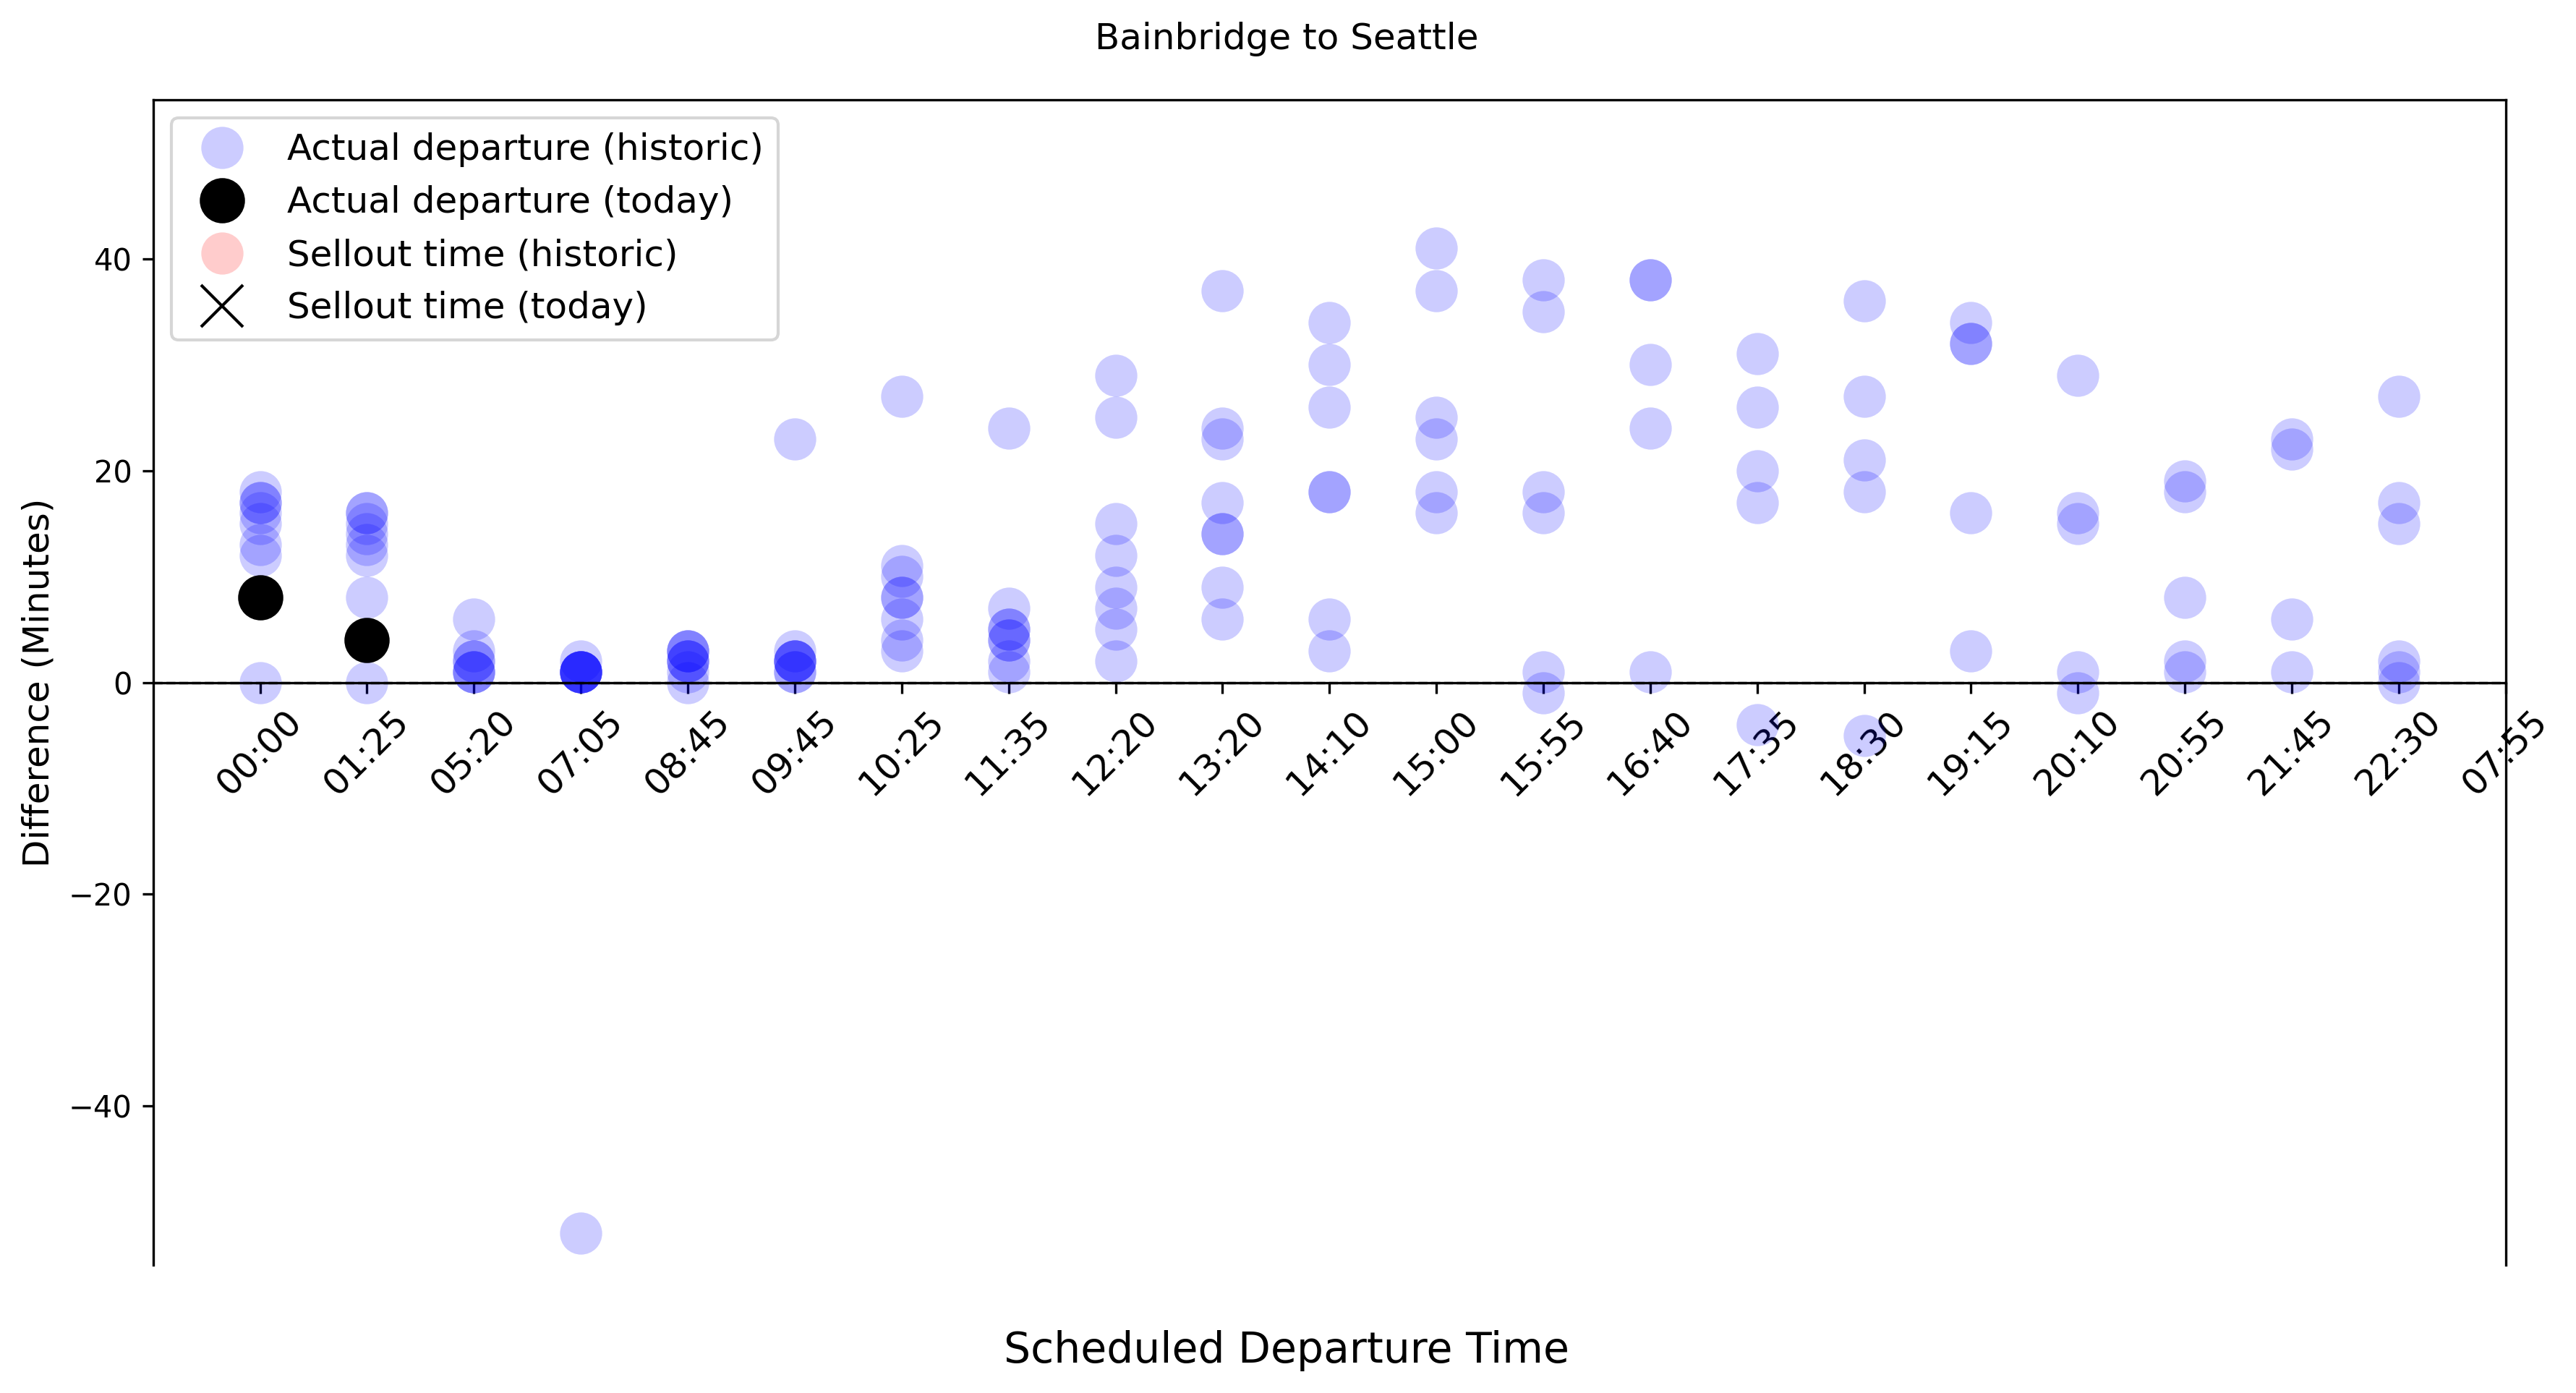 Bainbridge to Seattle
Actual departure (historic)
Actual departure (today)
Sellout time (historic)
Sellout time (today)
Difference (Minutes)
40
20
0
−20
−40
00:00 01:25 05:20 07:05 08:45 09:45 10:25 11:35 12:20 13:20 14:10 15:00 15:55 16:40 17:35 18:30 19:15 20:10 20:55 21:45 22:30 07:55
Scheduled Departure Time